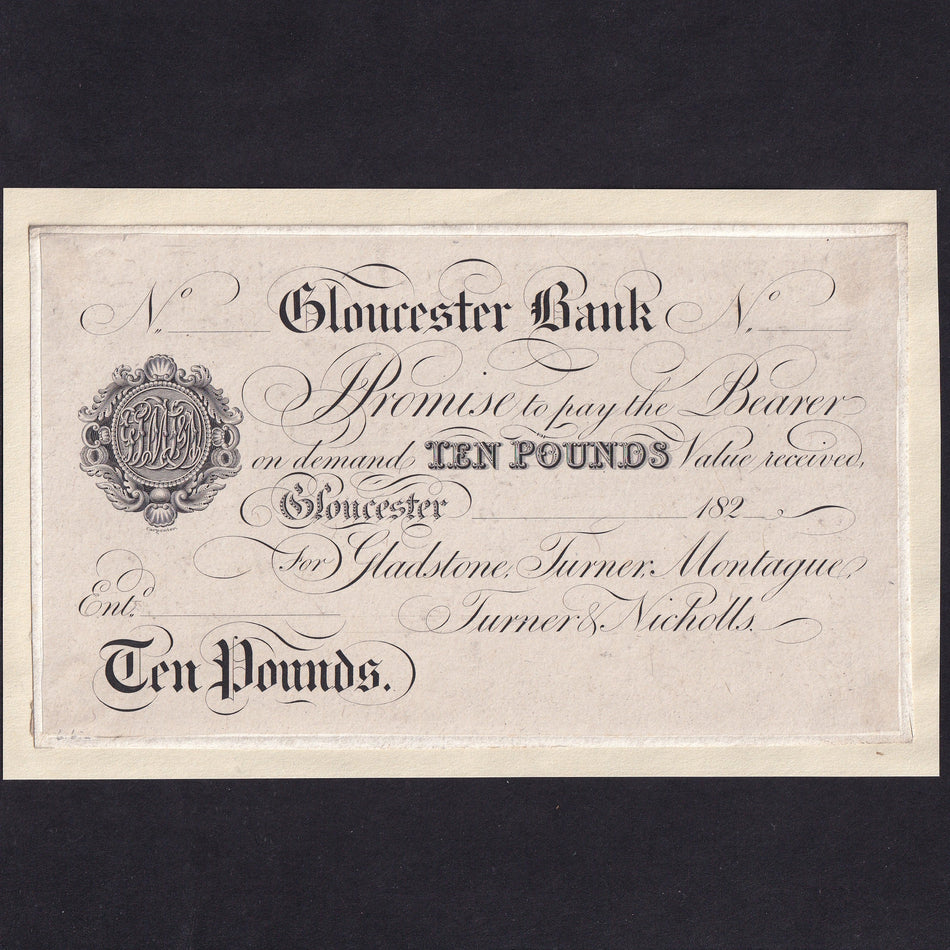 No. Gloucester Bank No.
I Promise to pay the Bearer
on demand TEN POUNDS Value received,
Gloucester 182
For Gladstone, Turner, Montague,
Entd. Turner & Nicholls.
Ten Pounds.
Carpenter.